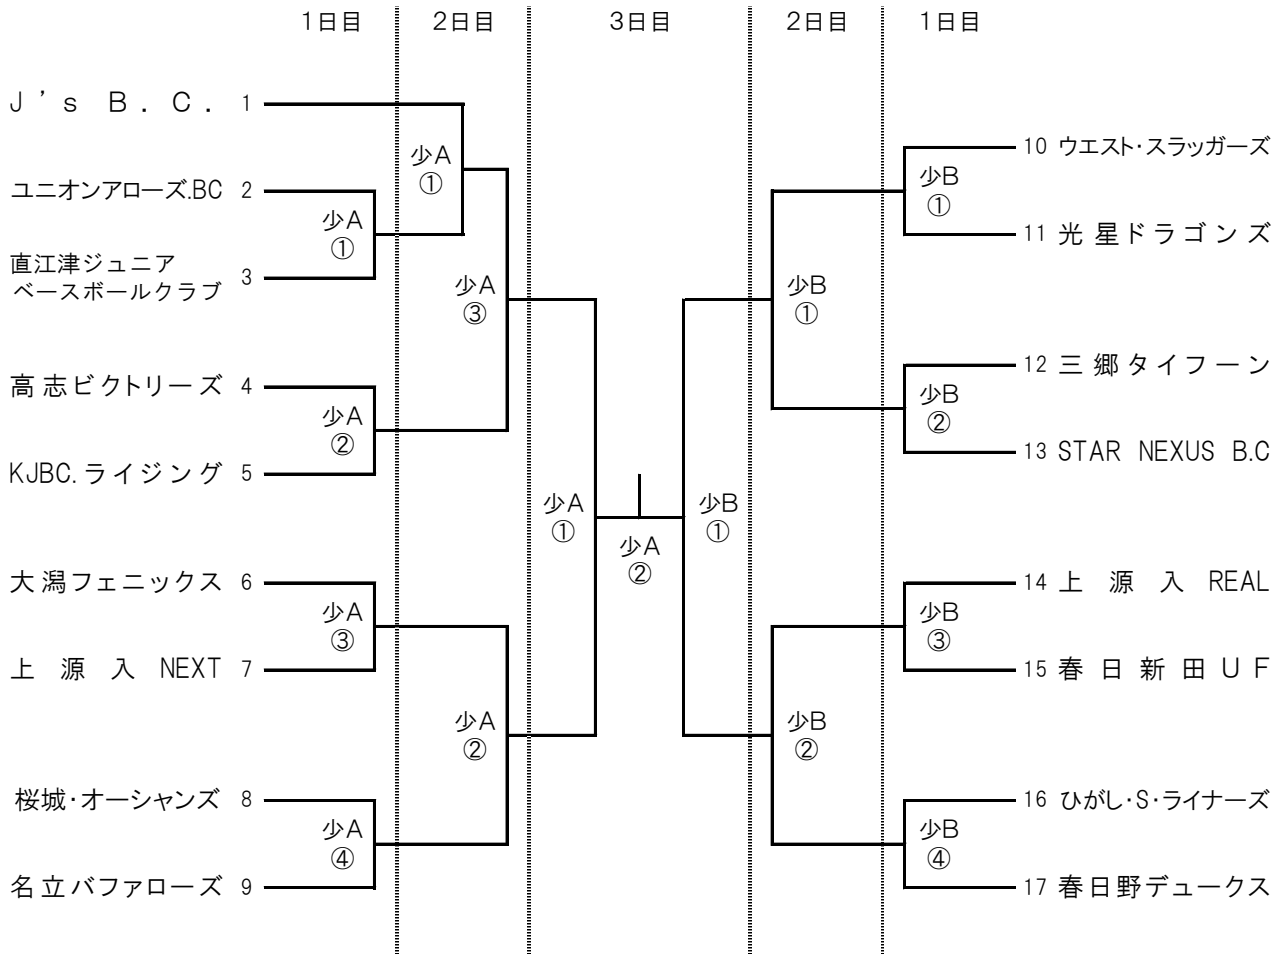 1日目 2日目 3日目 2日目 1日目
J's B.C. 1
ユニオンアローズ.BC 2
直江津ジュニア
ベースボールクラブ 3
高志ビクトリーズ 4
KJBC.ライジング 5
大潟フェニックス 6
上源入 NEXT 7
桜城・オーシャンズ 8
名立バファローズ 9
少A
①
少A
②
少A
③
少A
④
少A
①
少A
③
少A
②
少A
①
少A
②
少B
①
少B
①
少B
②
少B
①
少B
②
少B
③
少B
④
10 ウエスト・スラッガーズ
11 光星ドラゴンズ
12 三郷タイフーン
13 STAR NEXUS B.C
14 上源入 REAL
15 春日新田UF
16 ひがし・S・ライナーズ
17 春日野デュークス